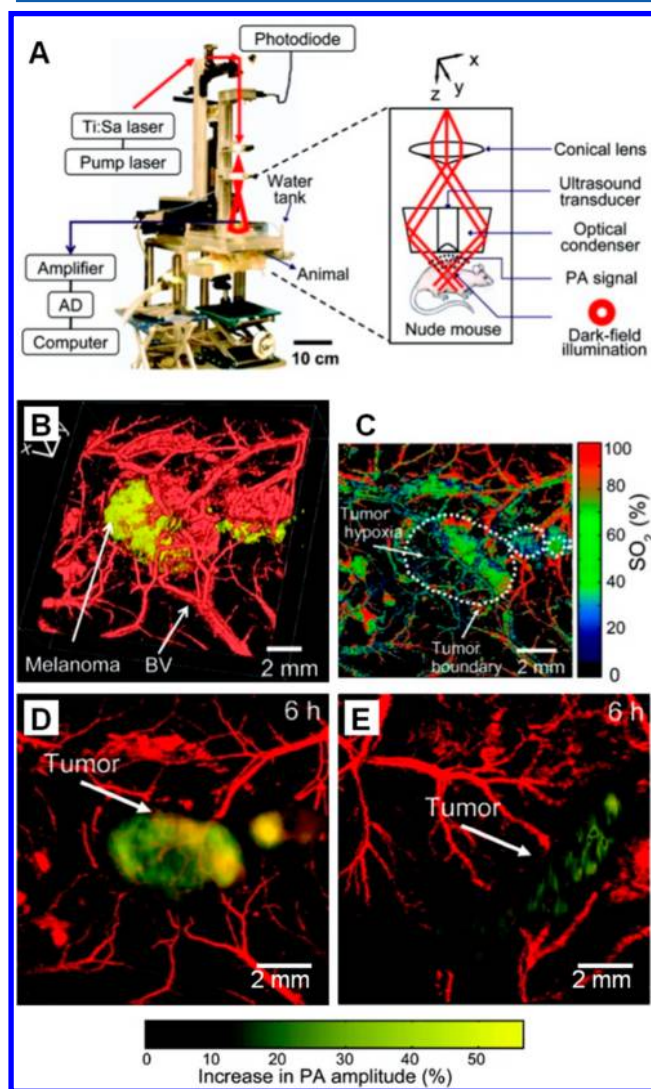 A
Photodiode
Ti:Sa laser
Pump laser
Water
tank
Amplifier
AD
Computer
Animal
10 cm
x
y
z
Conical lens
Ultrasound
transducer
Optical
condenser
PA signal
Nude mouse
Dark-field
illumination
B
x
Melanoma
BV
2 mm
C
Tumor
hypoxia
Tumor
boundary
2 mm
100
80
60
40
20
0
SO2 (%)
D
6 h
Tumor
2 mm
E
6 h
Tumor
2 mm
0 10 20 30 40 50
Increase in PA amplitude (%)